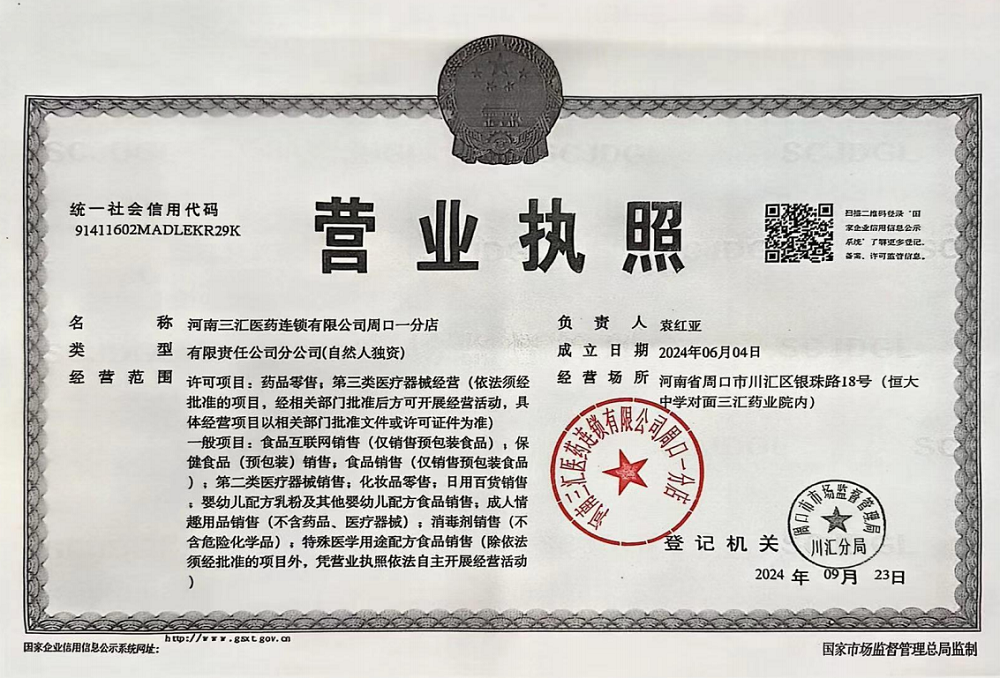 统一社会信用代码
91411602MADLEKR29K
营业执照
扫描二维码登录“国
家企业信用信息公示
系统”了解更多登记、
备案、许可监管信息。
名称 河南三汇医药连锁有限公司周口一分店
类型 有限责任公司分公司(自然人独资)
经营范围 许可项目：药品零售；第三类医疗器械经营（依法须经
批准的项目，经相关部门批准后方可开展经营活动，具
体经营项目以相关部门批准文件或许可证件为准）
一般项目：食品互联网销售（仅销售预包装食品）；保
健食品（预包装）销售；食品销售（仅销售预包装食品
）；第二类医疗器械销售；化妆品零售；日用百货销售
；婴幼儿配方乳粉及其他婴幼儿配方食品销售；成人情
趣用品销售（不含药品、医疗器械）；消毒剂销售（不
含危险化学品）；特殊医学用途配方食品销售（除依法
须经批准的项目外，凭营业执照依法自主开展经营活动
）
负责人 袁红亚
成立日期 2024年06月04日
经营场所 河南省周口市川汇区银珠路18号（恒大
中学对面三汇药业院内）
河南三汇医药连锁有限公司周口一分店
周口市市场监督管理局
川汇分局
登记机关
2024 年 09月 23日
国家企业信用信息公示系统网址：
http://www.gsxt.gov.cn
国家市场监督管理总局监制